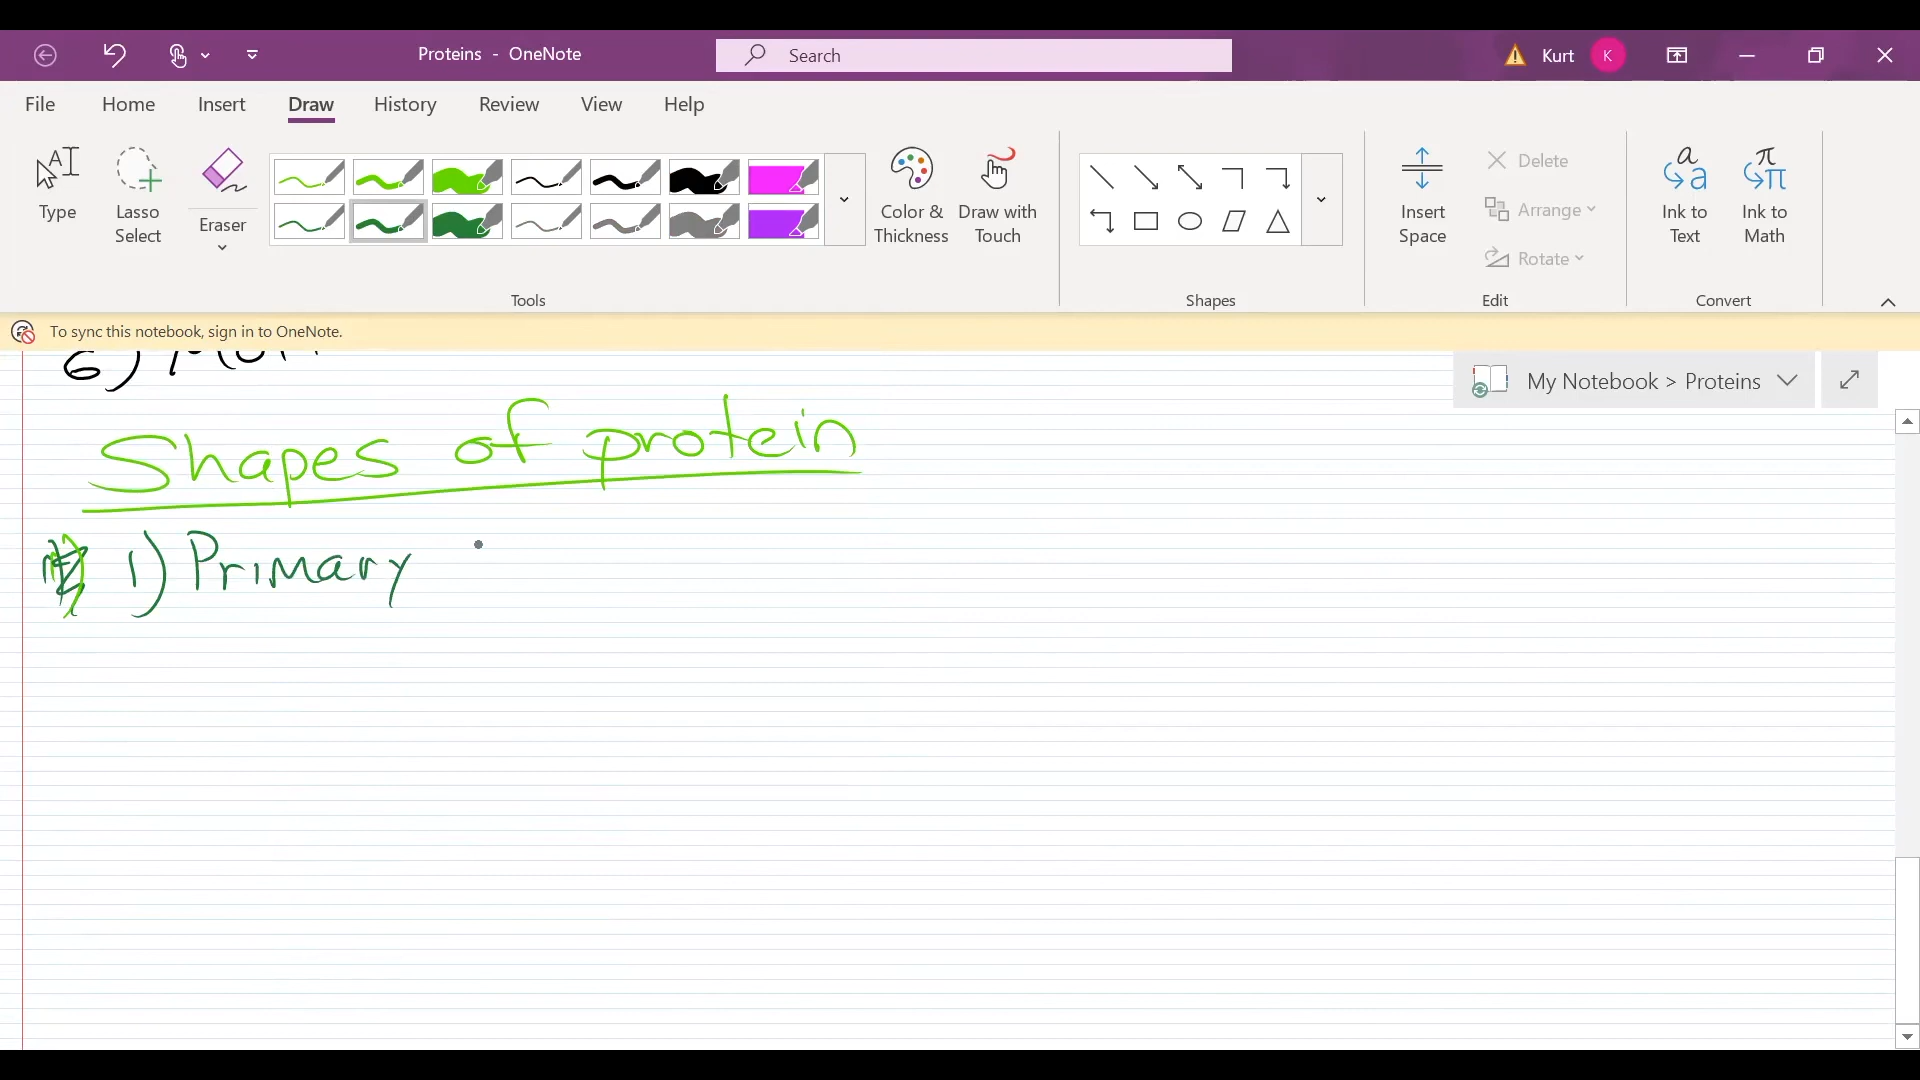 Proteins - OneNote
Search
Kurt
K
File Home Insert Draw History Review View Help
Type
Lasso Select
Eraser
Color & Thickness
Draw with Touch
Insert Space
Delete
Arrange
Rotate
Ink to Text
Ink to Math
Tools
Shapes
Edit
Convert
To sync this notebook, sign in to OneNote.
My Notebook > Proteins
6)
Shapes of protein
1) Primary